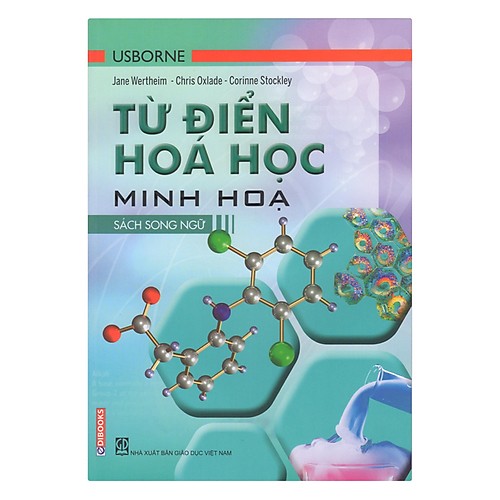 USBORNE
Jane Wertheim - Chris Oxlade - Corinne Stockley
TỪ ĐIỂN
HOÁ HỌC
MINH HOẠ
SÁCH SONG NGỮ
EDIBOOKS
NHÀ XUẤT BẢN GIÁO DỤC VIỆT NAM